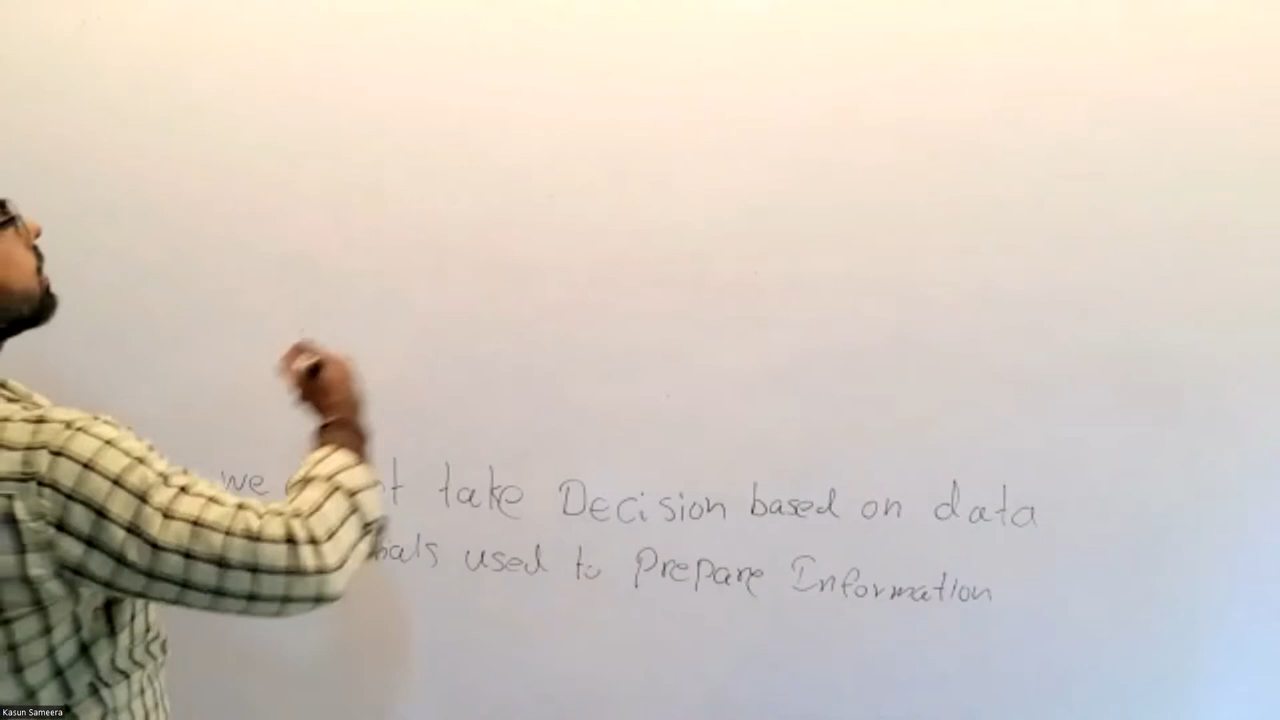 we take Decision based on data
used to Prepare Information
Kasun Sameera